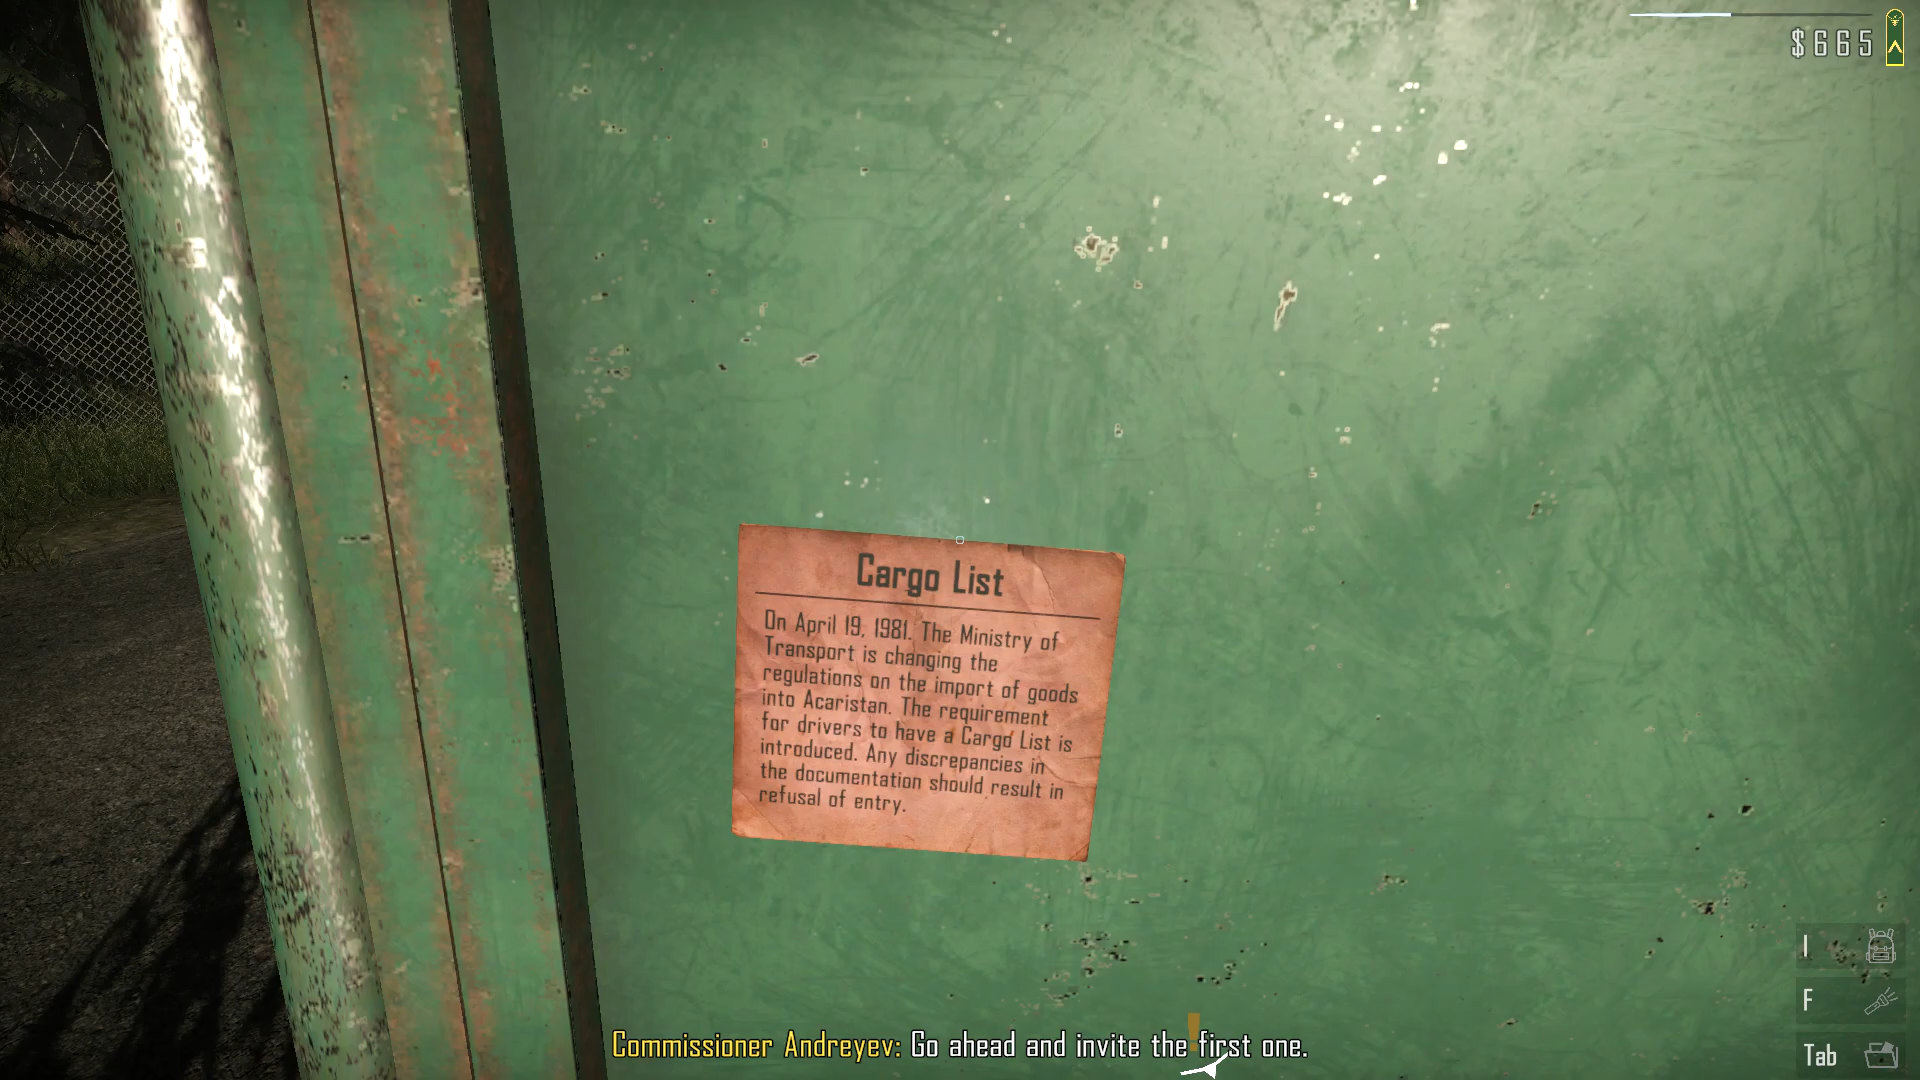 $665
Cargo List
On April 19, 1981. The Ministry of
Transport is changing the
regulations on the import of goods
into Acaristan. The requirement
for drivers to have a Cargo List is
introduced. Any discrepancies in
the documentation should result in
refusal of entry.
I
F
Tab
Commissioner Andreyev: Go ahead and invite the first one.